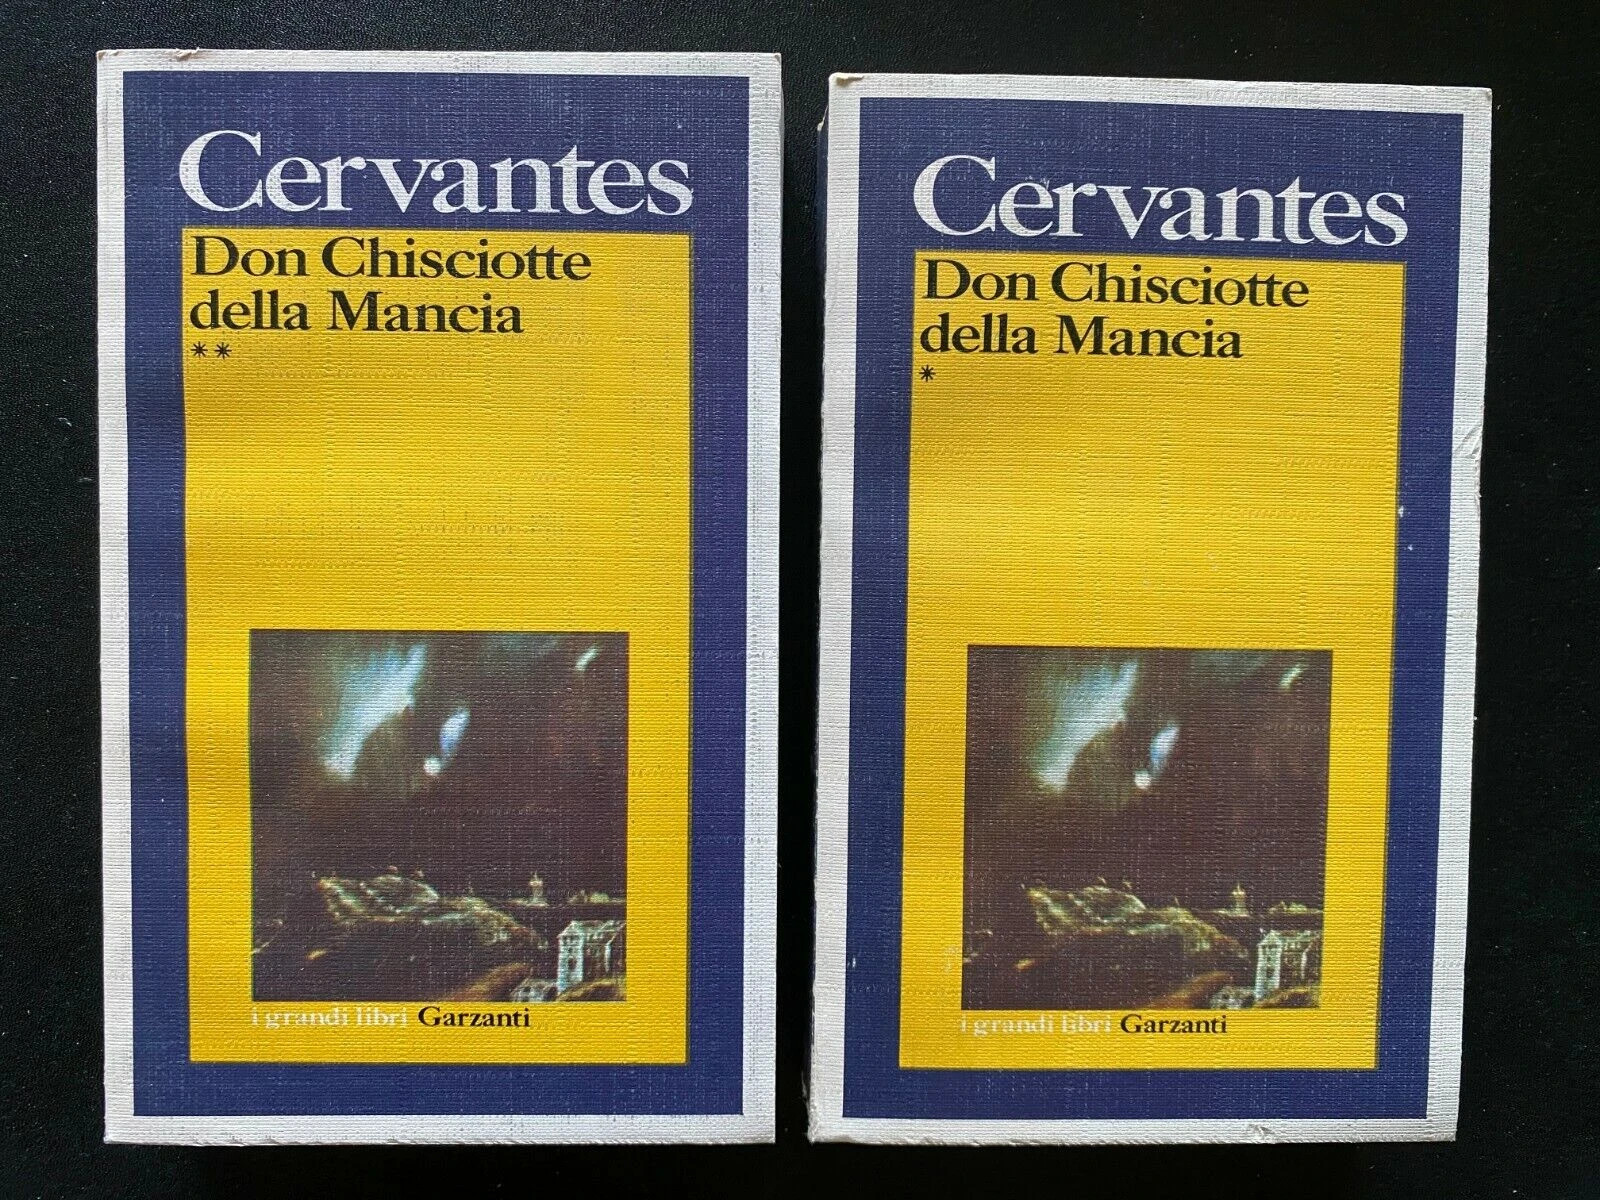 Cervantes
Don Chisciotte
della Mancia
**
i grandi libri Garzanti
Cervantes
Don Chisciotte
della Mancia
*
i grandi libri Garzanti